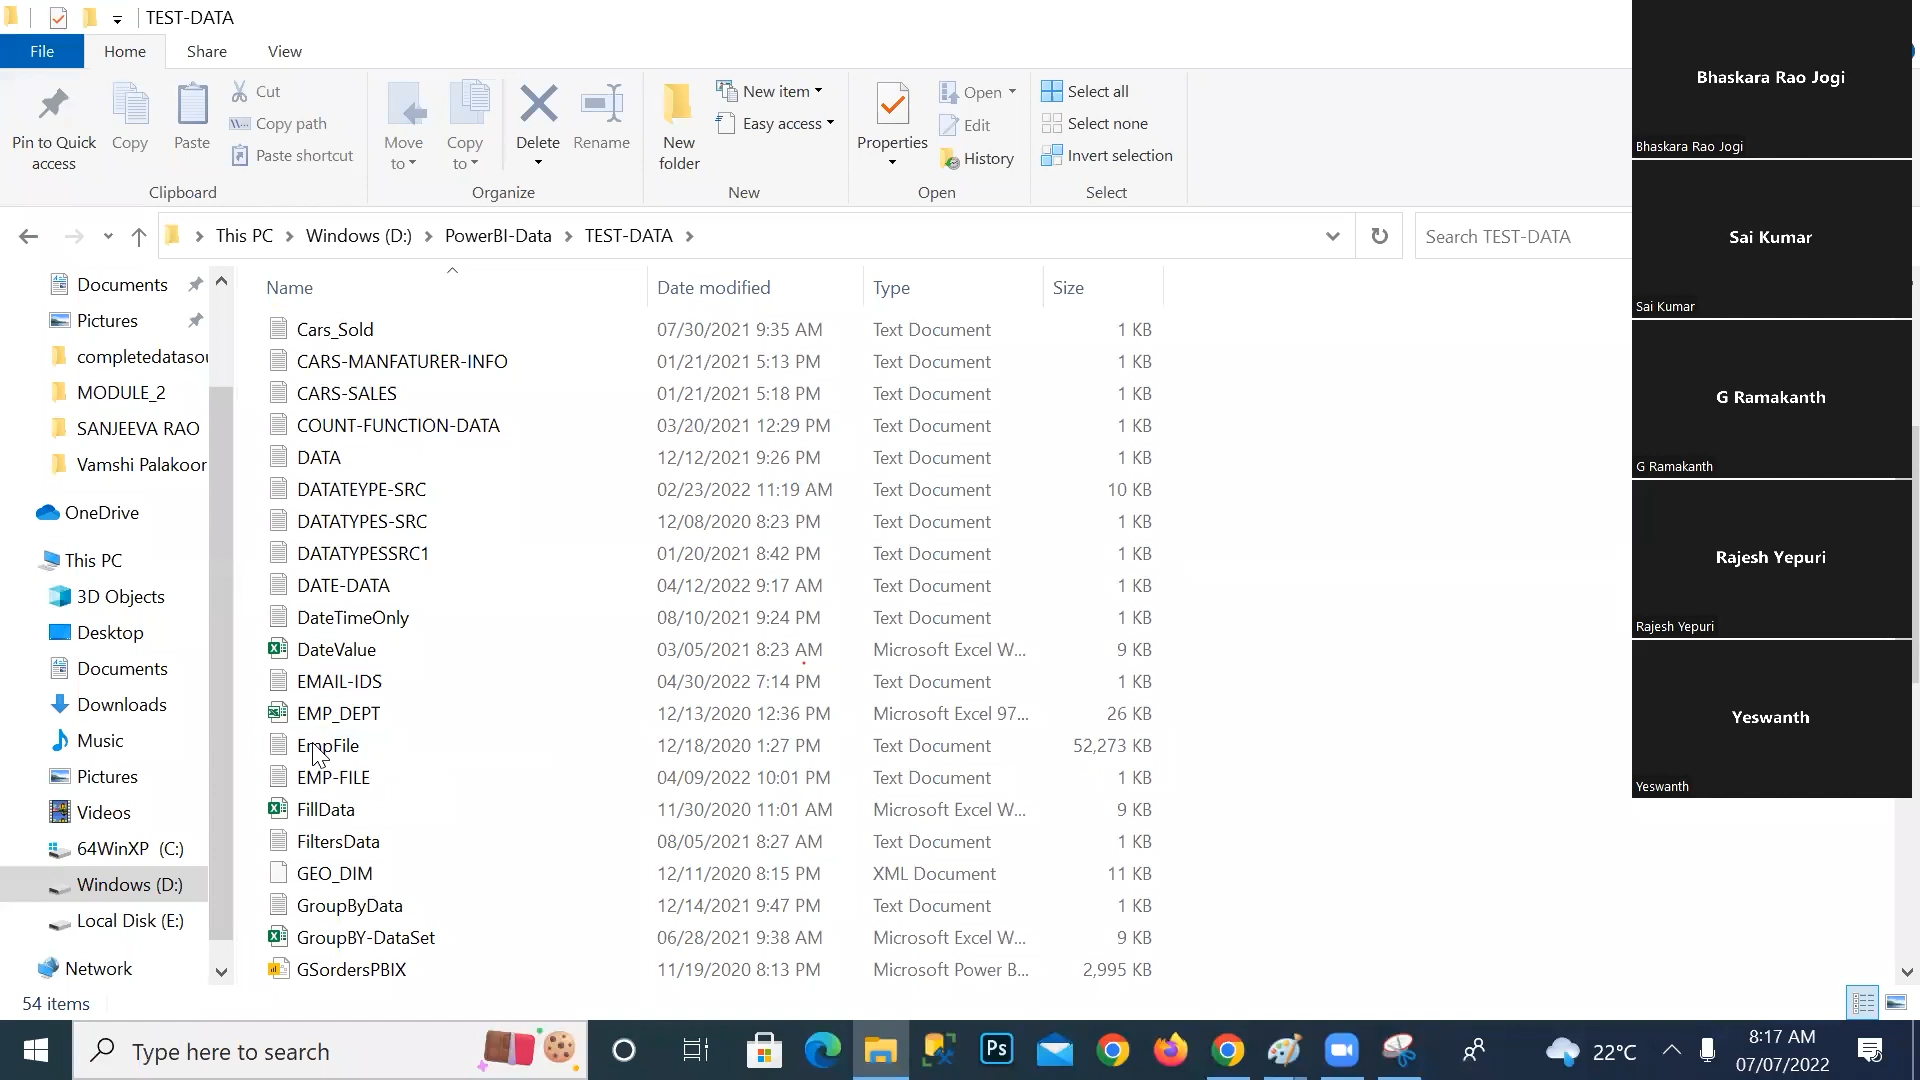 TEST-DATA
File Home Share View
Pin to Quick access
Copy
Paste
Cut
Copy path
Paste shortcut
Clipboard
Move to
Copy to
Delete
Rename
Organize
New folder
New item
Easy access
New
Properties
Open
Edit
History
Open
Select all
Select none
Invert selection
Select
This PC Windows (D:) PowerBI-Data TEST-DATA
Search TEST-DATA
Documents
Pictures
completedatasou
MODULE_2
SANJEEVA RAO
Vamshi Palakoor
OneDrive
This PC
3D Objects
Desktop
Documents
Downloads
Music
Pictures
Videos
64WinXP (C:)
Windows (D:)
Local Disk (E:)
Network
Name Date modified Type Size
Cars_Sold 07/30/2021 9:35 AM Text Document 1 KB
CARS-MANFATURER-INFO 01/21/2021 5:13 PM Text Document 1 KB
CARS-SALES 01/21/2021 5:18 PM Text Document 1 KB
COUNT-FUNCTION-DATA 03/20/2021 12:29 PM Text Document 1 KB
DATA 12/12/2021 9:26 PM Text Document 1 KB
DATATEYPE-SRC 02/23/2022 11:19 AM Text Document 10 KB
DATATYPES-SRC 12/08/2020 8:23 PM Text Document 1 KB
DATATYPESSRC1 01/20/2021 8:42 PM Text Document 1 KB
DATE-DATA 04/12/2022 9:17 AM Text Document 1 KB
DateTimeOnly 08/10/2021 9:24 PM Text Document 1 KB
DateValue 03/05/2021 8:23 AM Microsoft Excel W... 9 KB
EMAIL-IDS 04/30/2022 7:14 PM Text Document 1 KB
EMP_DEPT 12/13/2020 12:36 PM Microsoft Excel 97... 26 KB
EmpFile 12/18/2020 1:27 PM Text Document 52,273 KB
EMP-FILE 04/09/2022 10:01 PM Text Document 1 KB
FillData 11/30/2020 11:01 AM Microsoft Excel W... 9 KB
FiltersData 08/05/2021 8:27 AM Text Document 1 KB
GEO_DIM 12/11/2020 8:15 PM XML Document 11 KB
GroupByData 12/14/2021 9:47 PM Text Document 1 KB
GroupBY-DataSet 06/28/2021 9:38 AM Microsoft Excel W... 9 KB
GSordersPBIX 11/19/2020 8:13 PM Microsoft Power B... 2,995 KB
54 items
Bhaskara Rao Jogi
Bhaskara Rao Jogi
Sai Kumar
Sai Kumar
G Ramakanth
G Ramakanth
Rajesh Yepuri
Rajesh Yepuri
Yeswanth
Yeswanth
Type here to search
Ps
22°C
8:17 AM
07/07/2022